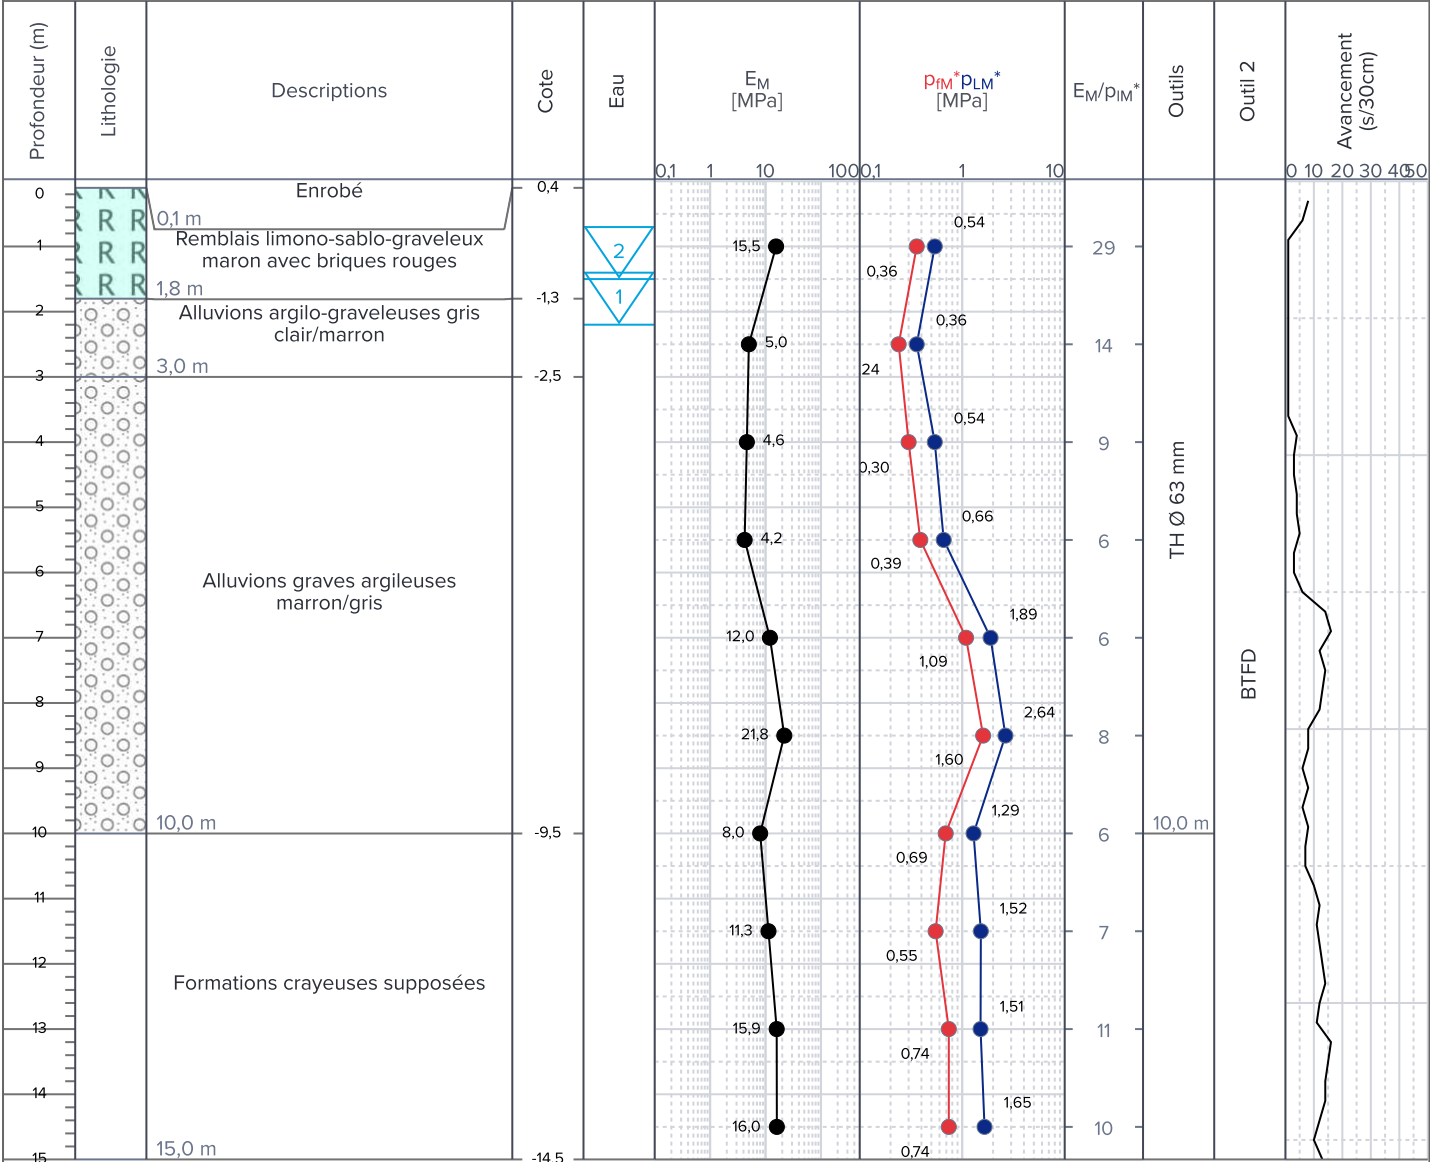 Profondeur (m)
Lithologie
Descriptions
Cote
Eau
EM
[MPa]
pfM*pLM*
[MPa]
EM/plM*
Outils
Outil 2
Avancement
(s/30cm)
0,1 1 10 100
0,1 1 10
0 10 20 30 40 50
0
Enrobé
0,4
R R R
0,1 m
R R R
0,54
Remblais limono-sablo-graveleux
maron avec briques rouges
1
15,5
29
2
R R R
0,36
1,8 m
R R R
-1,3
1
2
Alluvions argilo-graveleuses gris
clair/marron
0,36
5,0
14
3,0 m
24
3
-2,5
0,54
4
4,6
9
0,30
TH Ø 63 mm
5
0,66
4,2
6
0,39
6
Alluvions graves argileuses
marron/gris
1,89
7
12,0
6
1,09
BTFD
8
2,64
21,8
8
1,60
9
1,29
10,0 m
10,0 m
10
-9,5
8,0
6
0,69
11
1,52
11,3
7
0,55
12
Formations crayeuses supposées
1,51
13
15,9
11
0,74
14
1,65
16,0
10
15,0 m
0,74
15
-14,5